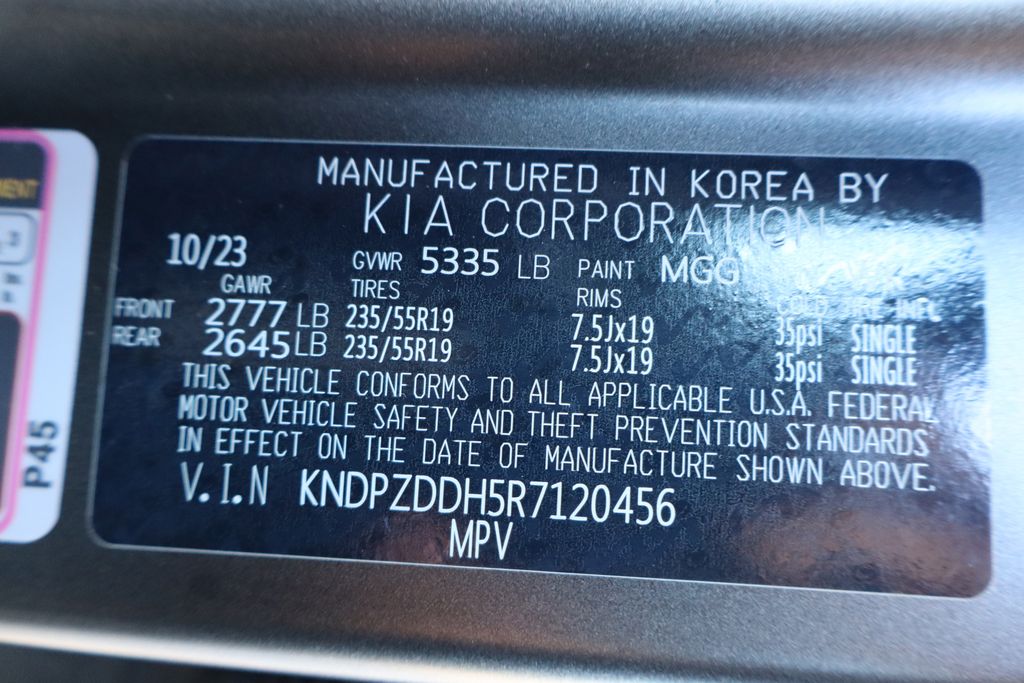 MANUFACTURED IN KOREA BY
KIA CORPORATION
10/23 GVWR 5335 LB PAINT MGG
GAWR TIRES RIMS COLD TIRE INFL
FRONT 2777 LB 235/55R19 7.5Jx19 35psi SINGLE
REAR 2645 LB 235/55R19 7.5Jx19 35psi SINGLE
THIS VEHICLE CONFORMS TO ALL APPLICABLE U.S.A. FEDERAL
MOTOR VEHICLE SAFETY AND THEFT PREVENTION STANDARDS
IN EFFECT ON THE DATE OF MANUFACTURE SHOWN ABOVE.
V.I.N KNDPZDDH5R7120456
MPV
P45